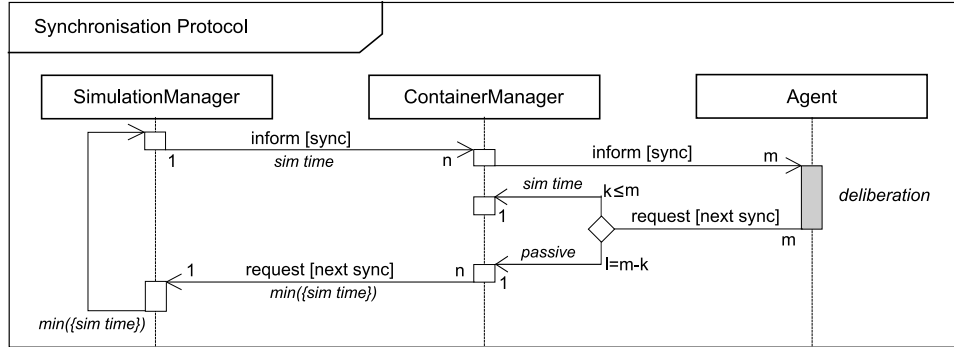 Synchronisation Protocol
SimulationManager
ContainerManager
Agent
inform [sync]
1
sim time
n
inform [sync]
m
sim time
k≤m
1
deliberation
request [next sync]
m
passive
l=m-k
1
request [next sync]
n
1
min({sim time})
min({sim time})